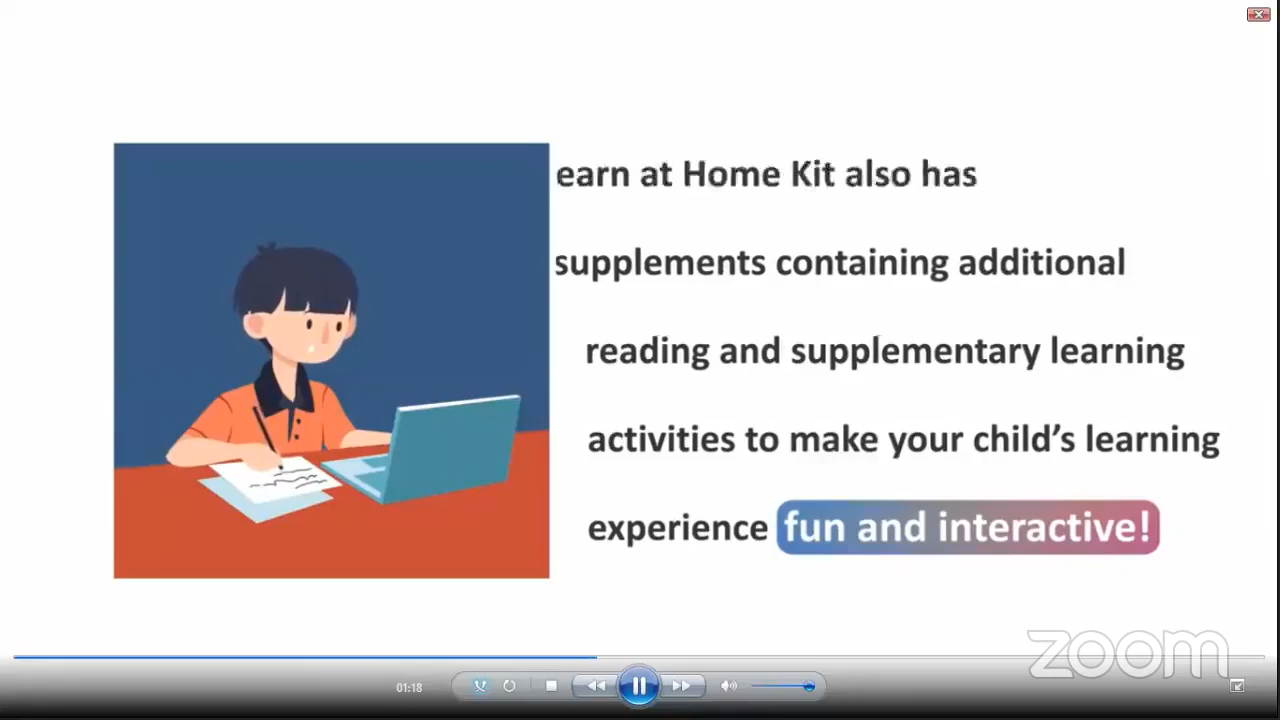 earn at Home Kit also has
supplements containing additional
reading and supplementary learning
activities to make your child's learning
experience fun and interactive!
zoom
01:18